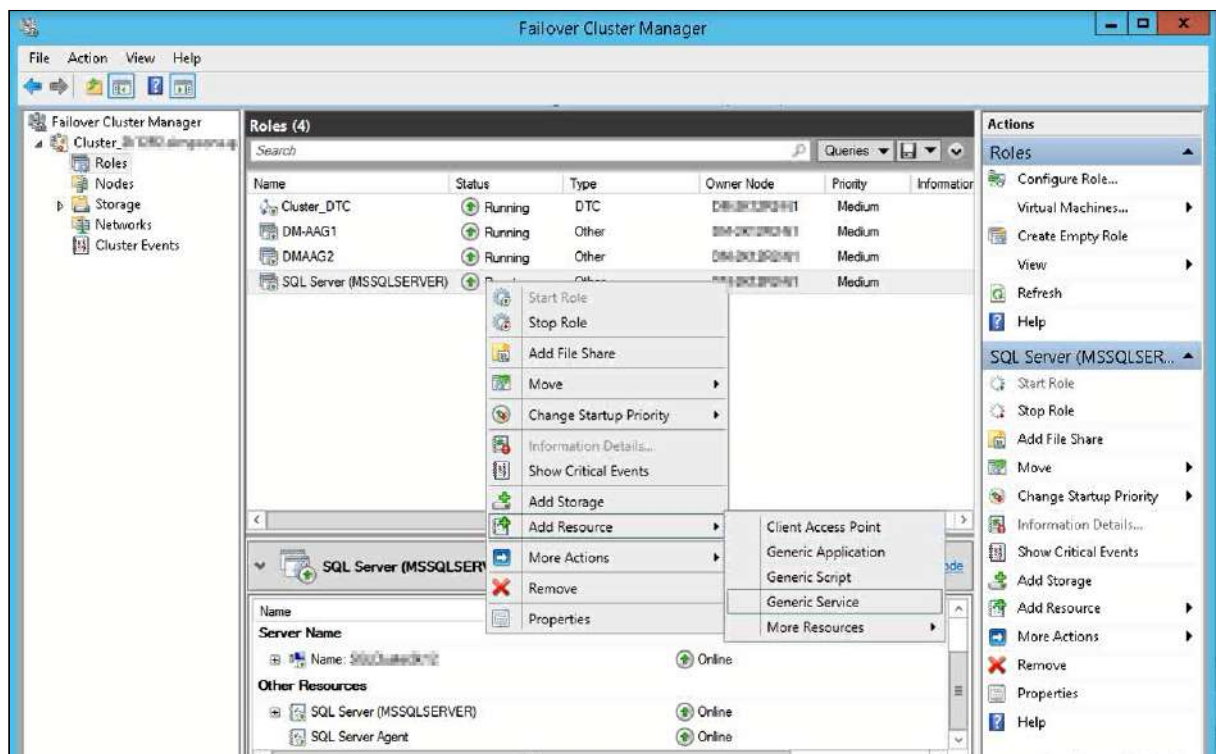 Failover Cluster Manager
File Action View Help
Failover Cluster Manager
Cluster_
Roles
Nodes
Storage
Networks
Cluster Events
Roles (4)
Search
Queries
Name Status Type Owner Node Priority Information
Cluster_DTC Running DTC Medium
DM-AAG1 Running Other Medium
DMAAG2 Running Other Medium
SQL Server (MSSQLSERVER) Medium
Start Role
Stop Role
Add File Share
Move
Change Startup Priority
Information Details...
Show Critical Events
Add Storage
Add Resource
More Actions
Remove
Properties
Client Access Point
Generic Application
Generic Script
Generic Service
More Resources
SQL Server (MSSQLSERV
Name
Server Name
Name:
Online
Other Resources
SQL Server (MSSQLSERVER) Online
SQL Server Agent Online
Actions
Roles
Configure Role...
Virtual Machines...
Create Empty Role
View
Refresh
Help
SQL Server (MSSQLSER...
Start Role
Stop Role
Add File Share
Move
Change Startup Priority
Information Details...
Show Critical Events
Add Storage
Add Resource
More Actions
Remove
Properties
Help